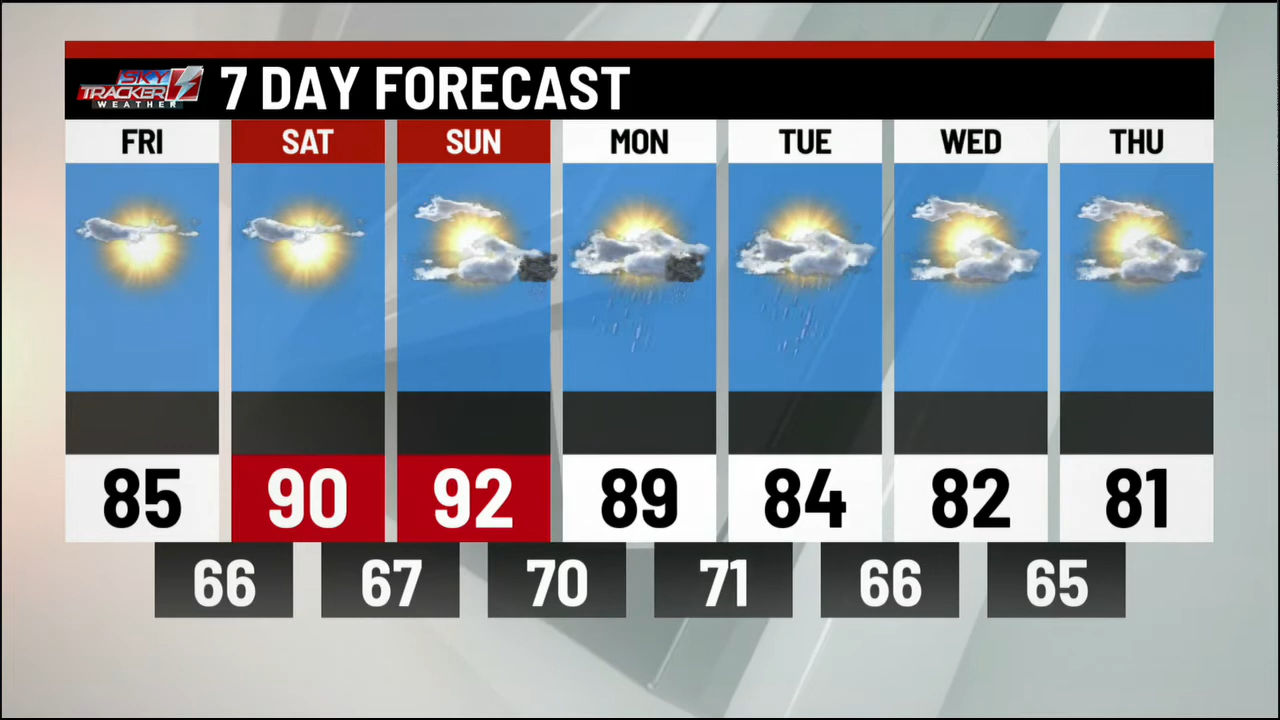 SKY
TRACKER 7
WEATHER
7 DAY FORECAST
FRI SAT SUN MON TUE WED THU
85 90 92 89 84 82 81
66 67 70 71 66 65